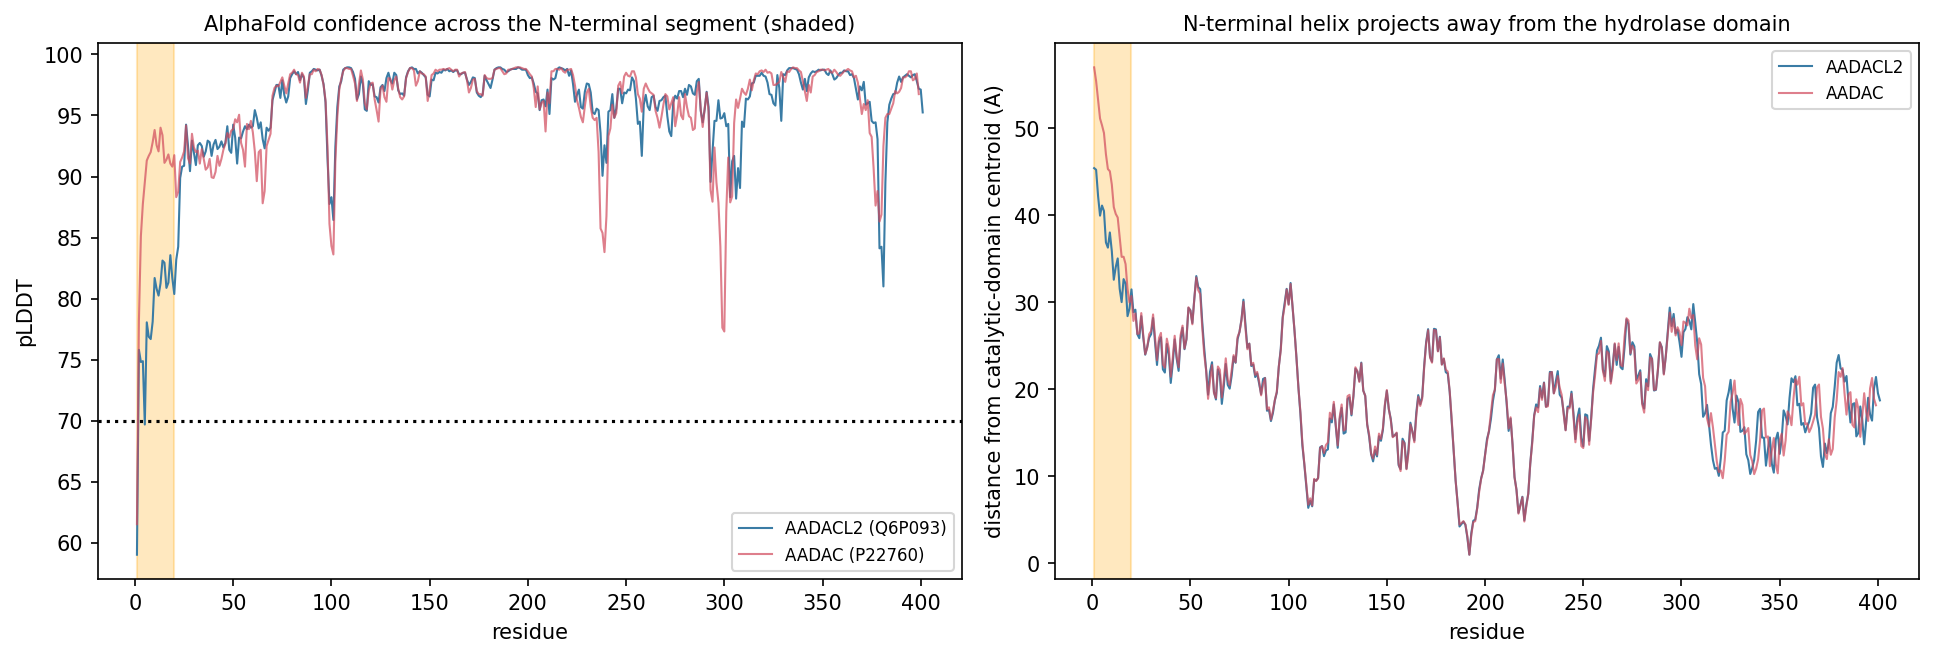 AlphaFold confidence across the N-terminal segment (shaded)
pLDDT
100
95
90
85
80
75
70
65
60
0 50 100 150 200 250 300 350 400
residue
AADACL2 (Q6P093)
AADAC (P22760)
N-terminal helix projects away from the hydrolase domain
distance from catalytic-domain centroid (A)
50
40
30
20
10
0
0 50 100 150 200 250 300 350 400
residue
AADACL2
AADAC